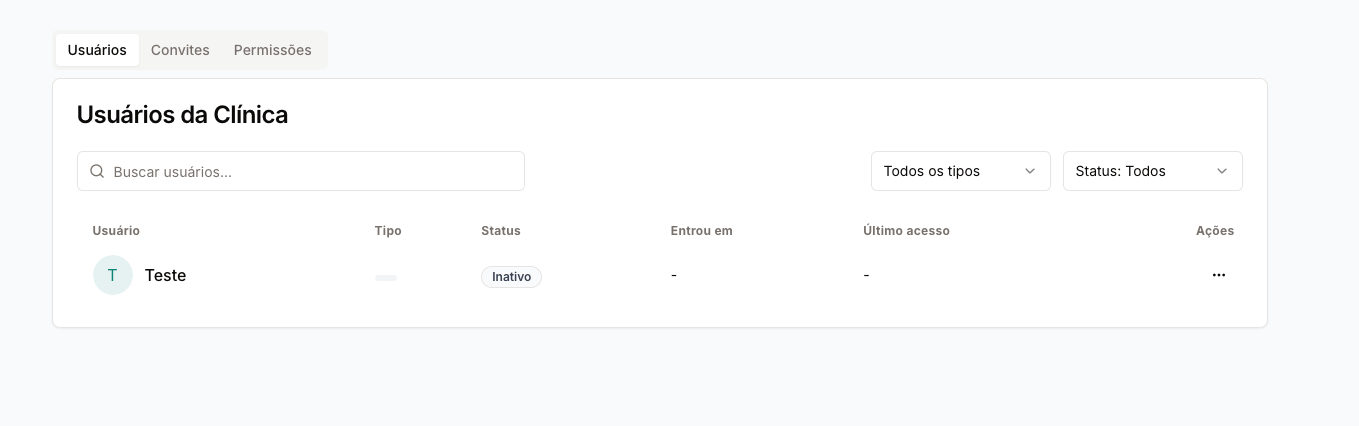 Usuários Convites Permissões
Usuários da Clínica
Buscar usuários...
Todos os tipos
Status: Todos
Usuário Tipo Status Entrou em Último acesso Ações
T Teste Inativo - - ...